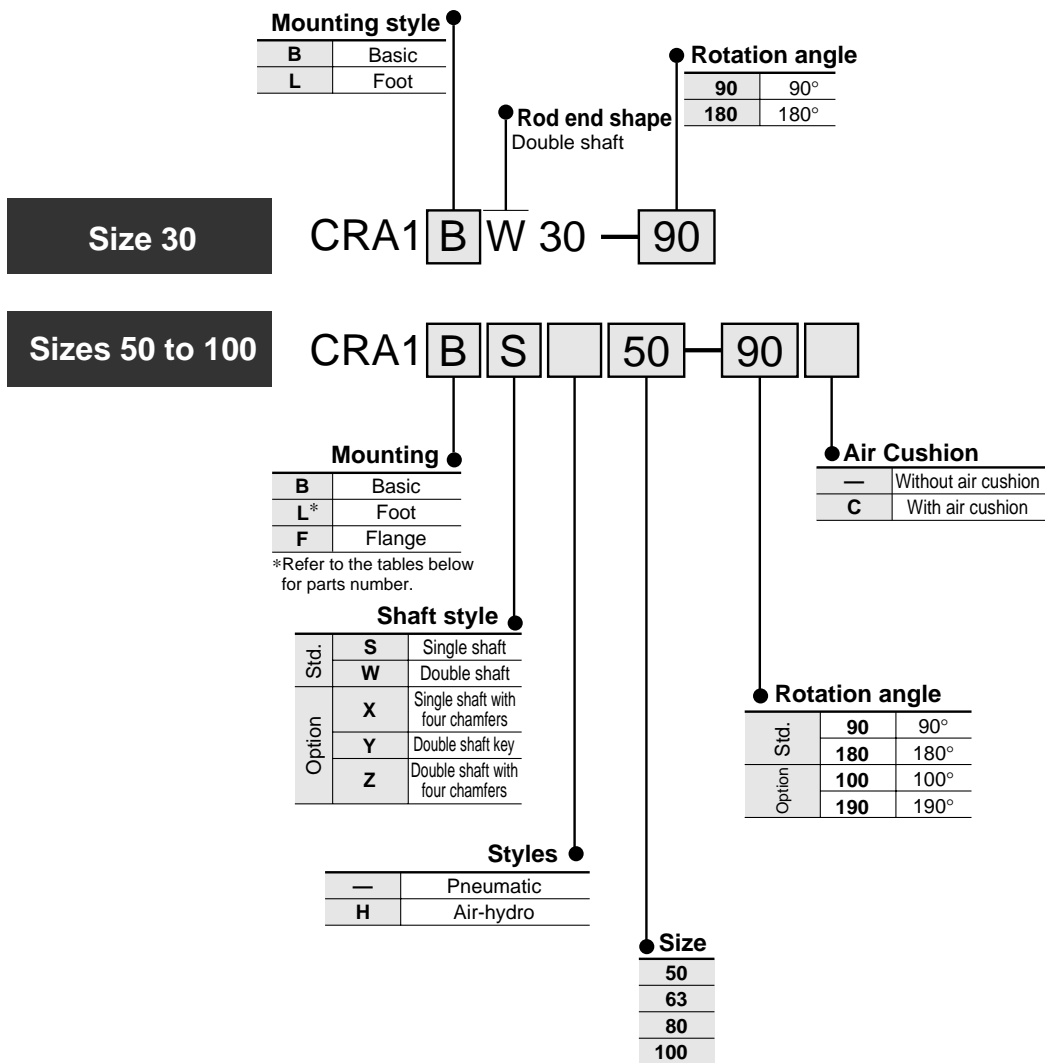 Mounting style
B Basic
L Foot
Rod end shape
Double shaft
Rotation angle
90 90°
180 180°
Size 30
CRA1 B W 30 — 90
Sizes 50 to 100
CRA1 B S 50 — 90
Mounting
B Basic
L* Foot
F Flange
*Refer to the tables below
for parts number.
Air Cushion
— Without air cushion
C With air cushion
Shaft style
Std.
S Single shaft
W Double shaft
Option
X Single shaft with
four chamfers
Y Double shaft key
Z Double shaft with
four chamfers
Rotation angle
Std.
90 90°
180 180°
Option
100 100°
190 190°
Styles
— Pneumatic
H Air-hydro
Size
50
63
80
100